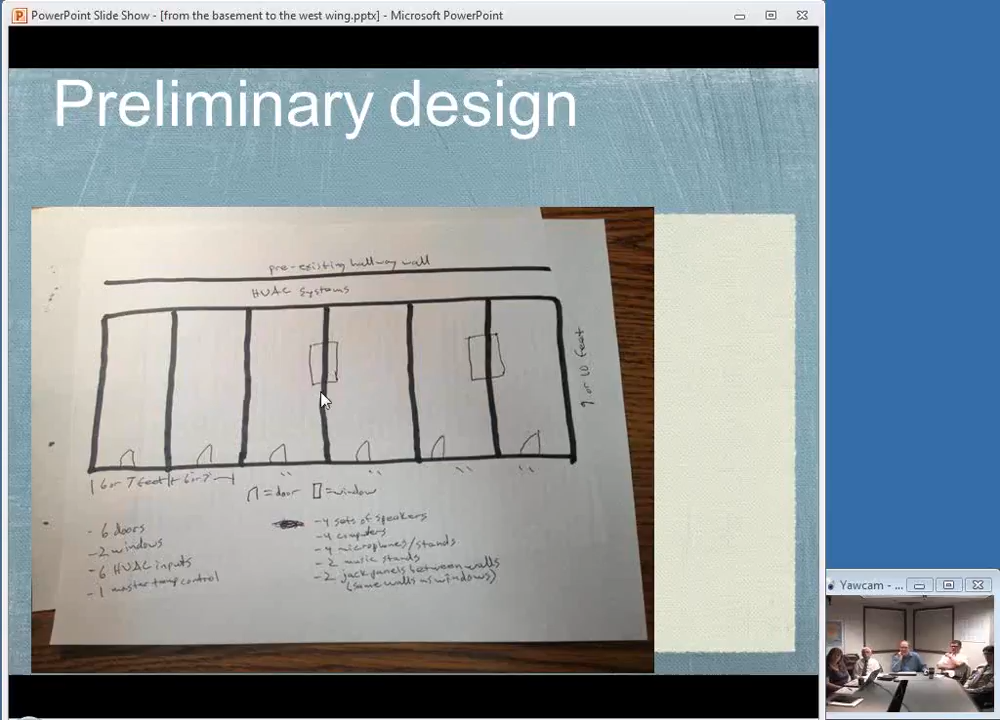 PowerPoint Slide Show - [from the basement to the west wing.pptx] - Microsoft PowerPoint
Preliminary design
pre-existing hallway wall
HVAC systems
9 or 10 feet
6 or 7 feet
6 or 7
= door = window
- 6 doors
- 2 windows
- 6 HVAC inputs
- 1 master temp control
- 4 sets of speakers
- 4 computers
- 4 microphones/stands
- 2 music stands
- 2 jack panels between walls
(same walls as windows)
Yawcam - ...